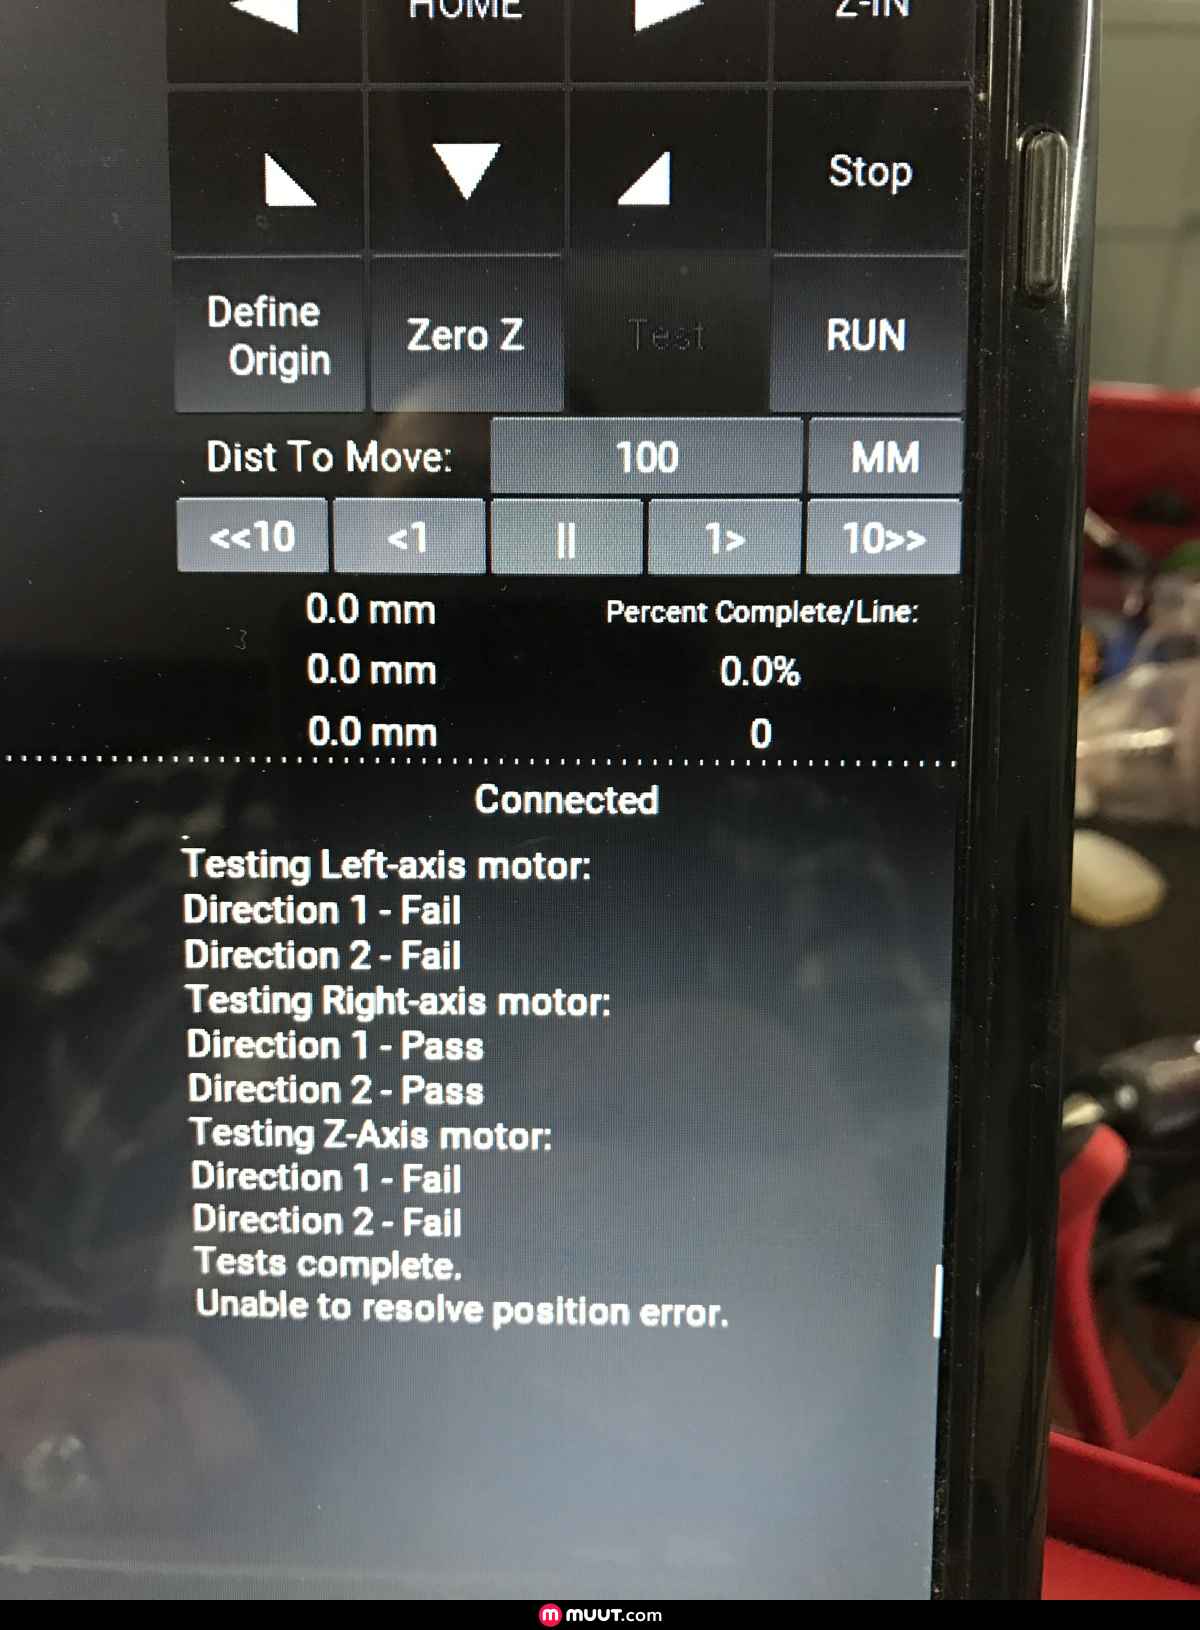 HOME Z-IN
Stop
Define
Origin
Zero Z
Test
RUN
Dist To Move: 100 MM
<<10 <1 || 1> 10>>
0.0 mm Percent Complete/Line:
0.0 mm 0.0%
0.0 mm 0
Connected
Testing Left-axis motor:
Direction 1 - Fail
Direction 2 - Fail
Testing Right-axis motor:
Direction 1 - Pass
Direction 2 - Pass
Testing Z-Axis motor:
Direction 1 - Fail
Direction 2 - Fail
Tests complete.
Unable to resolve position error.
m muut.com